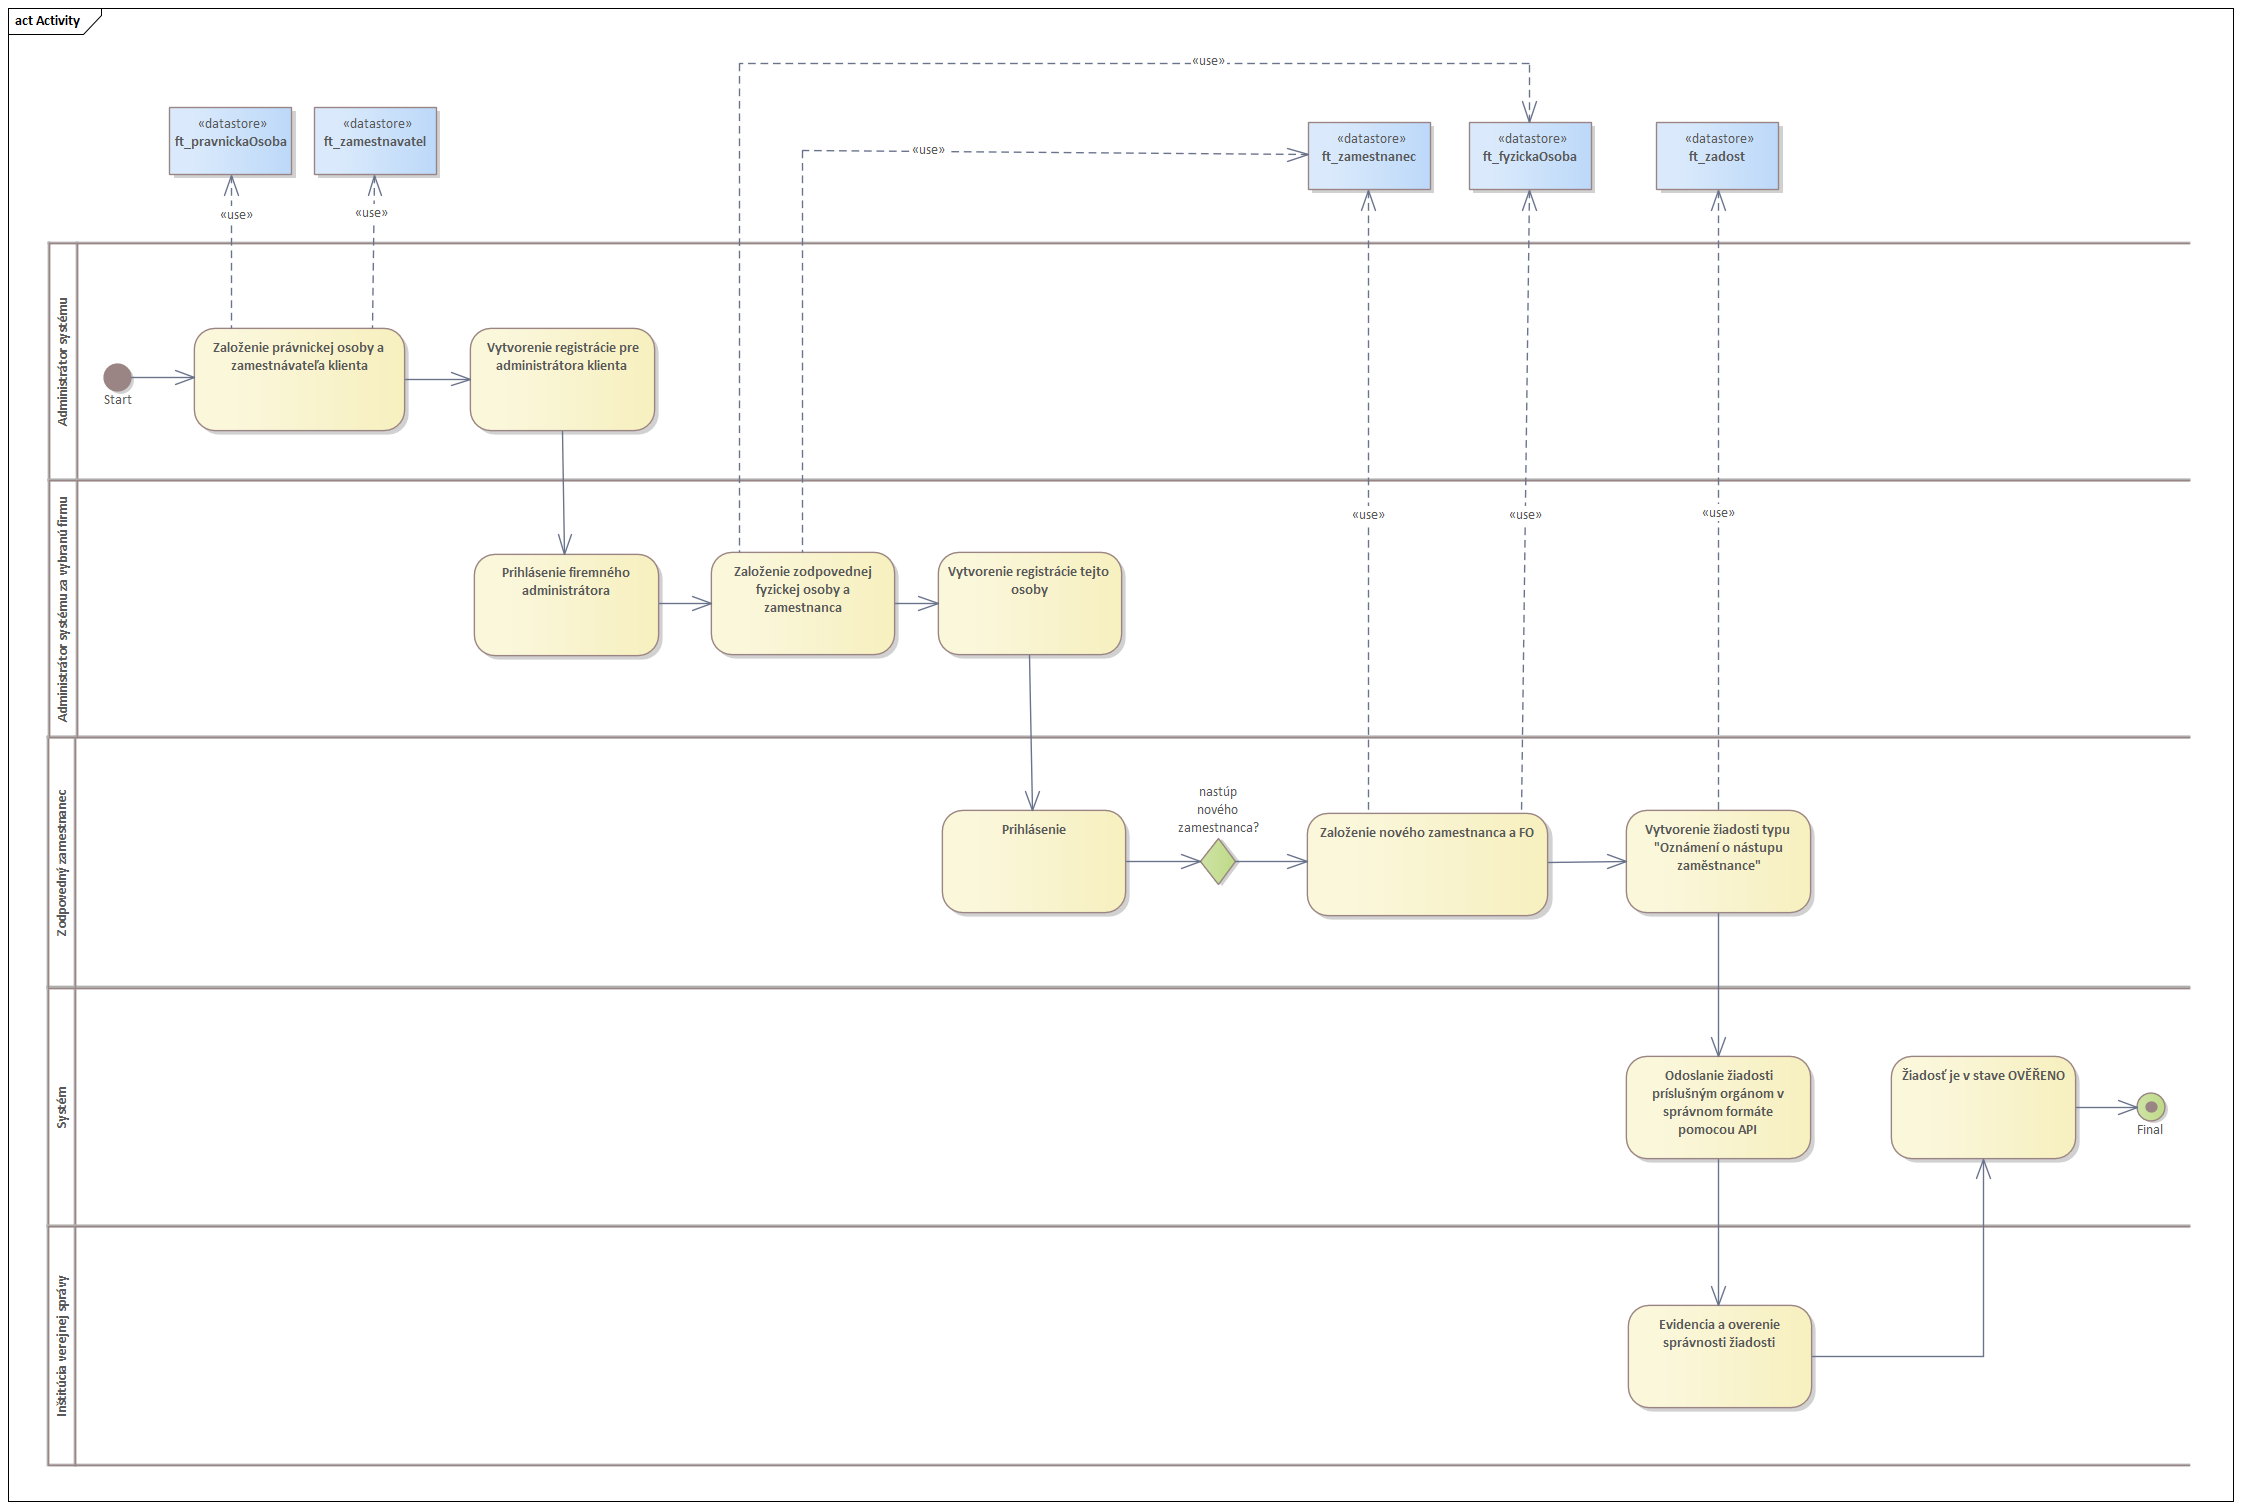 act Activity
«use»
«datastore»
ft_pravnickaOsoba
«datastore»
ft_zamestnavatel
«use»
«datastore»
ft_zamestnanec
«datastore»
ft_fyzickaOsoba
«datastore»
ft_zadost
«use»
«use»
Administrátor systému
Start
Založenie právnickej osoby a
zamestnávateľa klienta
Vytvorenie registrácie pre
administrátora klienta
Administrátor systému za vybranú firmu
«use»
«use»
«use»
Prihlásenie firemného
administrátora
Založenie zodpovednej
fyzickej osoby a
zamestnanca
Vytvorenie registrácie tejto
osoby
Zodpovedný zamestnanec
Prihlásenie
nastúp
nového
zamestnanca?
Založenie nového zamestnanca a FO
Vytvorenie žiadosti typu
"Oznámení o nástupu
zaměstnance"
Systém
Odoslanie žiadosti
príslušným orgánom v
správnom formáte
pomocou API
Žiadosť je v stave OVĚŘENO
Final
Inštitúcia verejnej správy
Evidencia a overenie
správnosti žiadosti